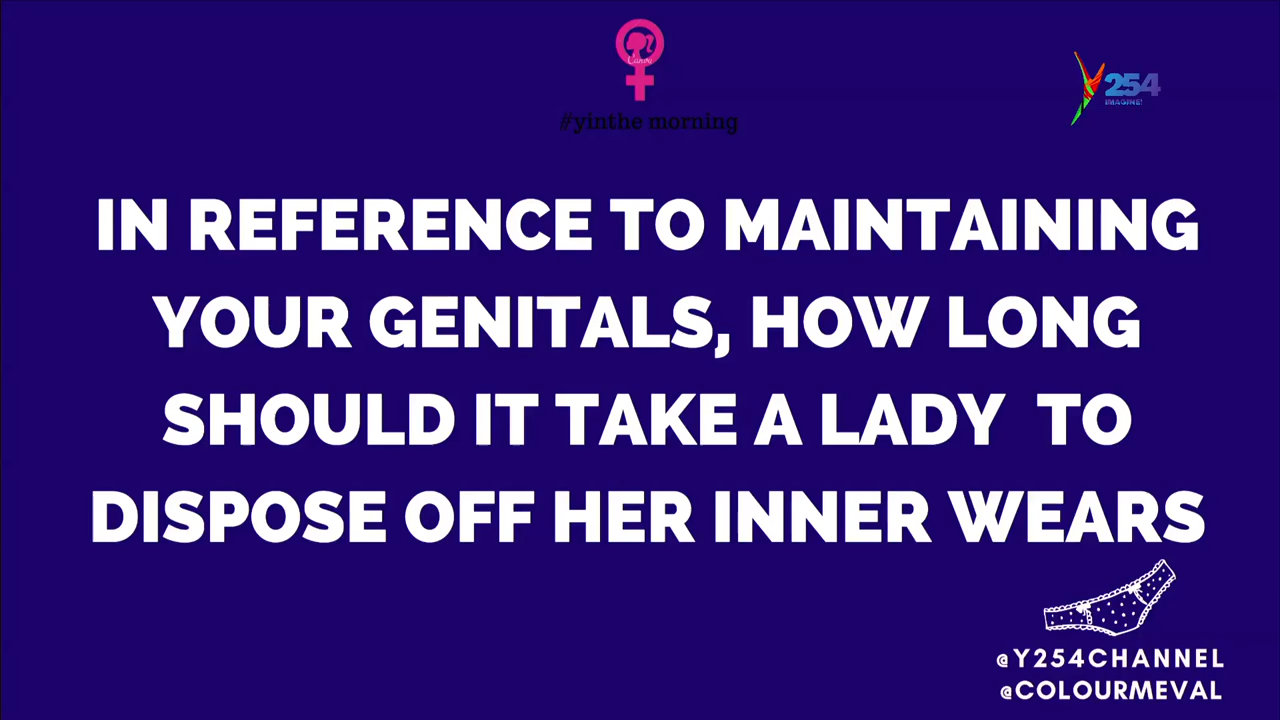 Canva
#yinthe morning
254
IMAGINE!
IN REFERENCE TO MAINTAINING
YOUR GENITALS, HOW LONG
SHOULD IT TAKE A LADY TO
DISPOSE OFF HER INNER WEARS
@Y254CHANNEL
@COLOURMEVAL